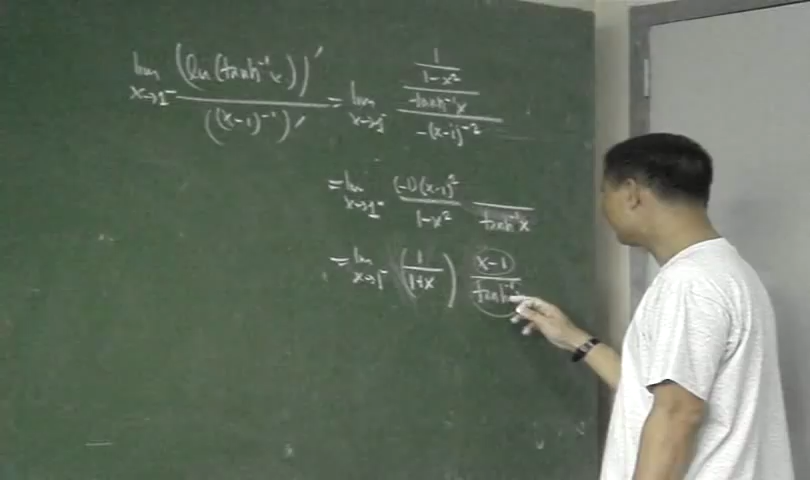 lim x→1⁻ (ln(tanh⁻¹x))′ / ((x-1)⁻¹)′ = lim x→1⁻ ((1/(1-x²))/(tanh⁻¹x)) / (-(x-1)⁻²)
= lim x→1⁻ (-1)(x-1)² / (1-x²) · / tanh⁻¹x
= lim x→1⁻ (1/(1+x)) (x-1)/(tanh⁻¹